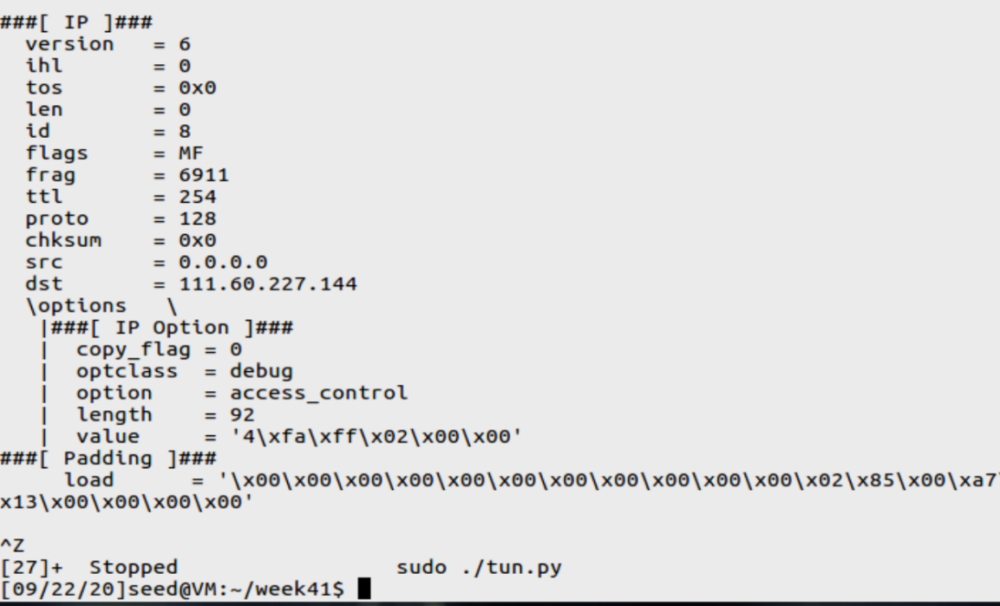 ###[ IP ]###
  version   = 6
  ihl       = 0
  tos       = 0x0
  len       = 0
  id        = 8
  flags     = MF
  frag      = 6911
  ttl       = 254
  proto     = 128
  chksum    = 0x0
  src       = 0.0.0.0
  dst       = 111.60.227.144
  \options   \
   |###[ IP Option ]###
   |  copy_flag = 0
   |  optclass  = debug
   |  option    = access_control
   |  length    = 92
   |  value     = '4\xfa\xff\x02\x00\x00'
###[ Padding ]###
     load      = '\x00\x00\x00\x00\x00\x00\x00\x00\x00\x00\x00\x02\x85\x00\xa7\
x13\x00\x00\x00\x00'
^Z
[27]+  Stopped                 sudo ./tun.py
[09/22/20]seed@VM:~/week41$